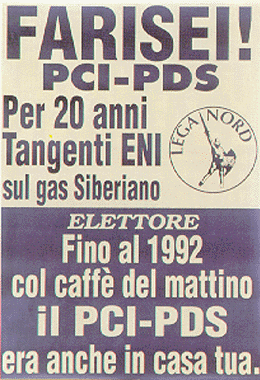 FARISEI!
PCI-PDS
Per 20 anni
Tangenti ENI
sul gas Siberiano
LEGA NORD
ELETTORE
Fino al 1992
col caffè del mattino
il PCI-PDS
era anche in casa tua.